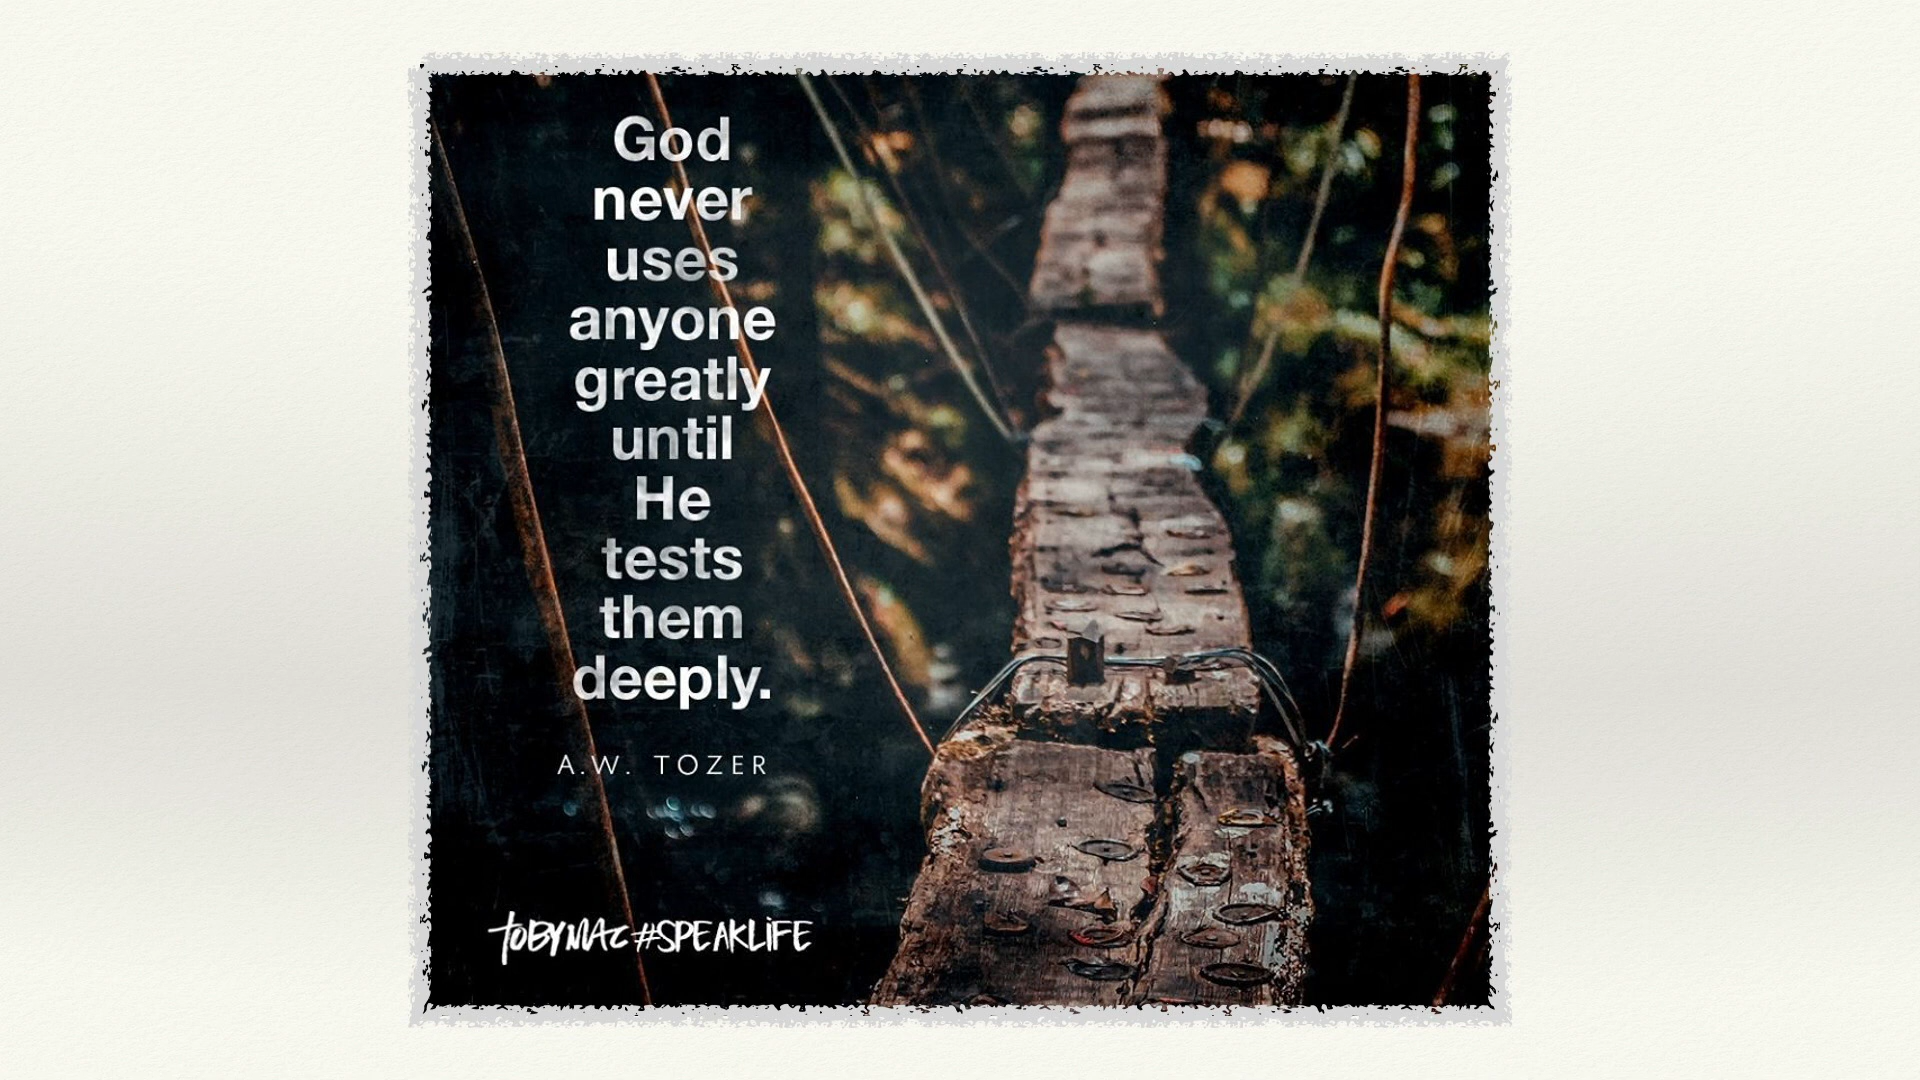 God
never
uses
anyone
greatly
until
He
tests
them
deeply.
A.W. TOZER
TOBYMAC #SPEAKLIFE